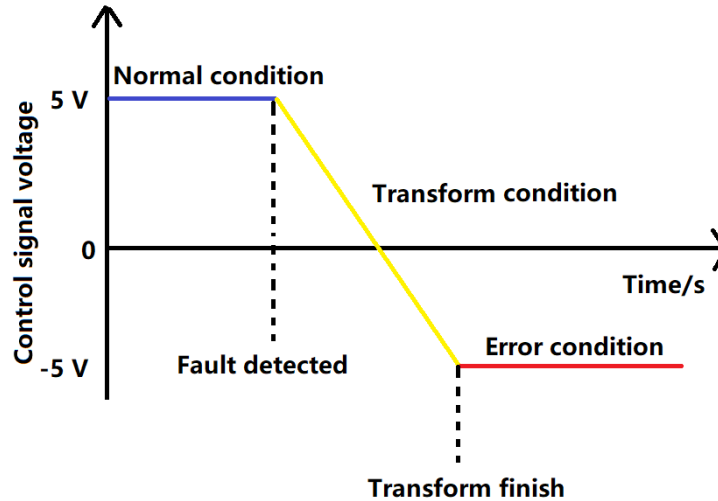 Control signal voltage
Normal condition
5 V
Transform condition
0
Time/s
Fault detected
Error condition
-5 V
Transform finish